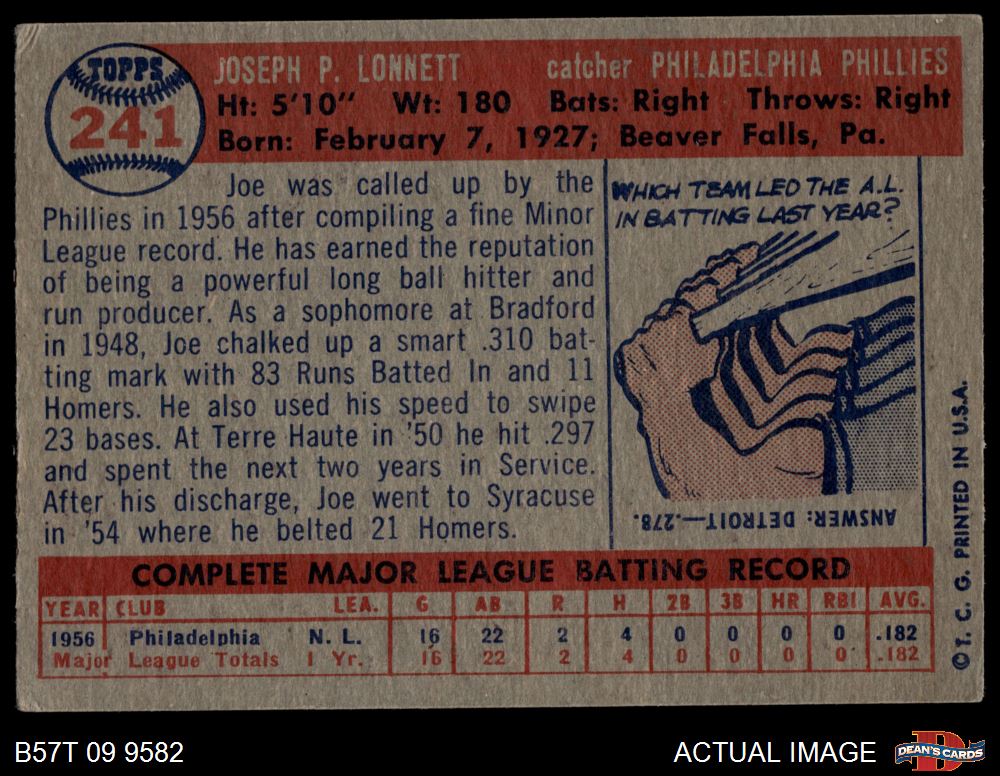 TOPPS
241
JOSEPH P. LONNETT catcher PHILADELPHIA PHILLIES
Ht: 5'10" Wt: 180 Bats: Right Throws: Right
Born: February 7, 1927; Beaver Falls, Pa.
Joe was called up by the
Phillies in 1956 after compiling a fine Minor
League record. He has earned the reputation
of being a powerful long ball hitter and
run producer. As a sophomore at Bradford
in 1948, Joe chalked up a smart .310 bat-
ting mark with 83 Runs Batted In and 11
Homers. He also used his speed to swipe
23 bases. At Terre Haute in '50 he hit .297
and spent the next two years in Service.
After his discharge, Joe went to Syracuse
in '54 where he belted 21 Homers.
WHICH TEAM LED THE A.L.
IN BATTING LAST YEAR?
ANSWER: DETROIT—.278.
COMPLETE MAJOR LEAGUE BATTING RECORD
YEAR CLUB LEA. G AB R H 2B 3B HR RBI AVG.
1956 Philadelphia N. L. 16 22 2 4 0 0 0 0 .182
Major League Totals 1 Yr. 16 22 2 4 0 0 0 0 .182
© T. C. G. PRINTED IN U.S.A.
B57T 09 9582
ACTUAL IMAGE
DEAN'S CARDS